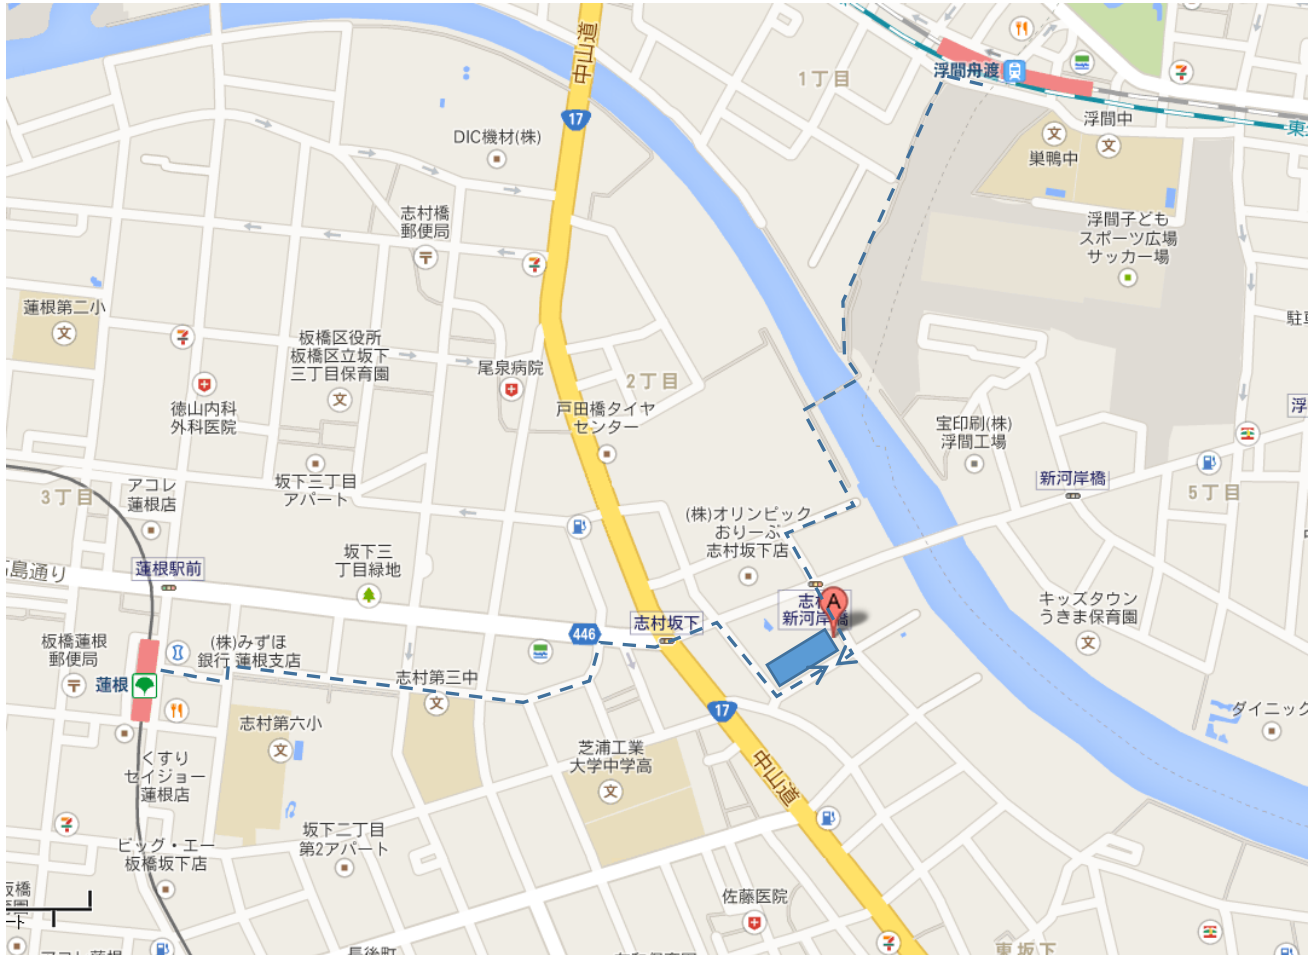 中山道
17
1丁目
浮間舟渡
浮間中
巣鴨中
DIC機材(株)
志村橋
郵便局
浮間子ども
スポーツ広場
サッカー場
蓮根第二小
板橋区役所
板橋区立坂下
三丁目保育園
尾泉病院
2丁目
徳山内科
外科医院
戸田橋タイヤ
センター
宝印刷(株)
浮間工場
新河岸橋
5丁目
3丁目
アコレ
蓮根店
坂下三丁目
アパート
(株)オリンピック
おりーぶ
志村坂下店
坂下三
丁目緑地
蓮根駅前
島通り
志村坂下
446
新河岸橋
A
キッズタウン
うきま保育園
板橋蓮根
郵便局
(株)みずほ
銀行 蓮根支店
蓮根
志村第三中
志村第六小
17
中山道
芝浦工業
大学中学高
ダイニック
くすり
セイジョー
蓮根店
坂下二丁目
第2アパート
ビッグ・エー
板橋坂下店
佐藤医院
東坂下
長後町
アコレ蓮根